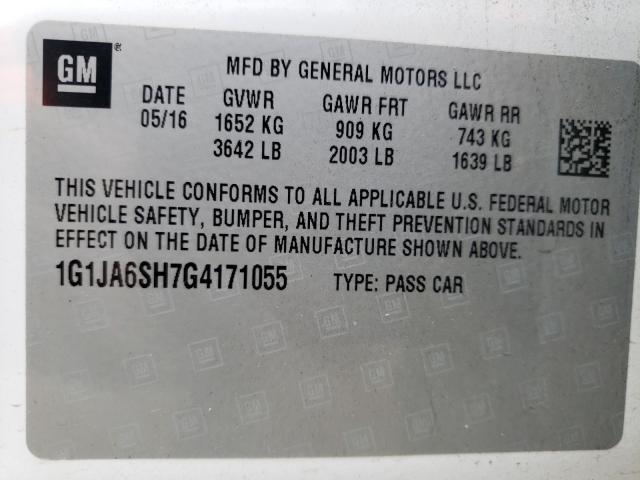 GM ®
MFD BY GENERAL MOTORS LLC
DATE GVWR GAWR FRT GAWR RR
05/16 1652 KG 909 KG 743 KG
3642 LB 2003 LB 1639 LB
THIS VEHICLE CONFORMS TO ALL APPLICABLE U.S. FEDERAL MOTOR
VEHICLE SAFETY, BUMPER, AND THEFT PREVENTION STANDARDS IN
EFFECT ON THE DATE OF MANUFACTURE SHOWN ABOVE.
1G1JA6SH7G4171055 TYPE: PASS CAR